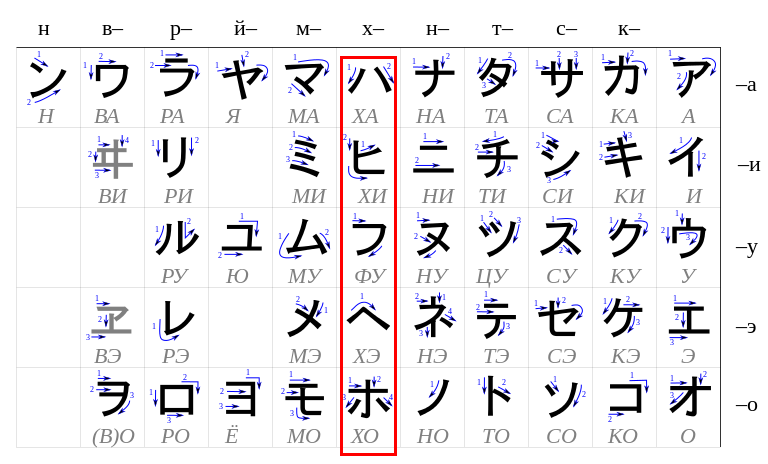 н в– р– й– м– х– н– т– с– к–
ン ワ ラ ヤ マ ハ ナ タ サ カ ア –а
Н ВА РА Я МА ХА НА ТА СА КА А
ヰ リ ミ ヒ ニ チ シ キ イ –и
ВИ РИ МИ ХИ НИ ТИ СИ КИ И
ル ユ ム フ ヌ ツ ス ク ウ –у
РУ Ю МУ ФУ НУ ЦУ СУ КУ У
ヱ レ メ ヘ ネ テ セ ケ エ –э
ВЭ РЭ МЭ ХЭ НЭ ТЭ СЭ КЭ Э
ヲ ロ ヨ モ ホ ノ ト ソ コ オ –о
(В)О РО Ё МО ХО НО ТО СО КО О